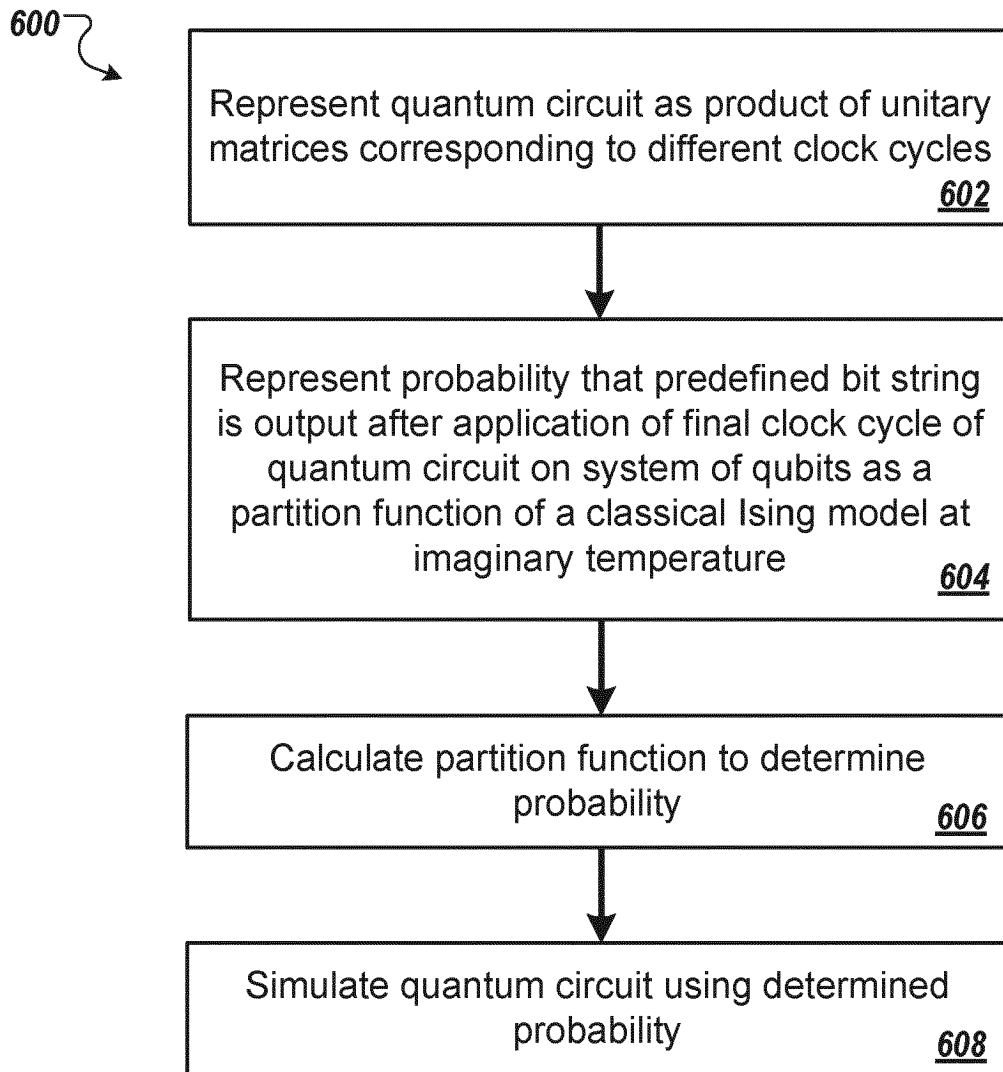 600
Represent quantum circuit as product of unitary
matrices corresponding to different clock cycles
602
Represent probability that predefined bit string
is output after application of final clock cycle of
quantum circuit on system of qubits as a
partition function of a classical Ising model at
imaginary temperature
604
Calculate partition function to determine
probability
606
Simulate quantum circuit using determined
probability
608